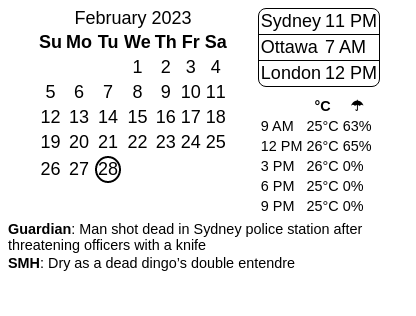 February 2023
Su Mo Tu We Th Fr Sa
1 2 3 4
5 6 7 8 9 10 11
12 13 14 15 16 17 18
19 20 21 22 23 24 25
26 27 28
Sydney 11 PM
Ottawa 7 AM
London 12 PM
°C ☂
9 AM 25°C 63%
12 PM 26°C 65%
3 PM 26°C 0%
6 PM 25°C 0%
9 PM 25°C 0%
Guardian: Man shot dead in Sydney police station after
threatening officers with a knife
SMH: Dry as a dead dingo’s double entendre